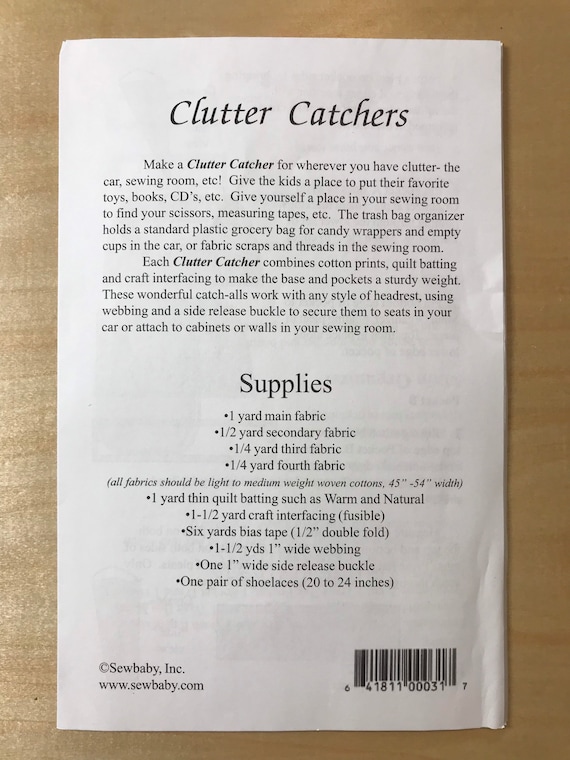 Clutter Catchers
Make a Clutter Catcher for wherever you have clutter- the
car, sewing room, etc! Give the kids a place to put their favorite
toys, books, CD's, etc. Give yourself a place in your sewing room
to find your scissors, measuring tapes, etc. The trash bag organizer
holds a standard plastic grocery bag for candy wrappers and empty
cups in the car, or fabric scraps and threads in the sewing room.
Each Clutter Catcher combines cotton prints, quilt batting
and craft interfacing to make the base and pockets a sturdy weight.
These wonderful catch-alls work with any style of headrest, using
webbing and a side release buckle to secure them to seats in your
car or attach to cabinets or walls in your sewing room.
Supplies
•1 yard main fabric
•1/2 yard secondary fabric
•1/4 yard third fabric
•1/4 yard fourth fabric
(all fabrics should be light to medium weight woven cottons, 45" -54" width)
•1 yard thin quilt batting such as Warm and Natural
•1-1/2 yard craft interfacing (fusible)
•Six yards bias tape (1/2" double fold)
•1-1/2 yds 1" wide webbing
•One 1" wide side release buckle
•One pair of shoelaces (20 to 24 inches)
©Sewbaby, Inc.
www.sewbaby.com
6 41811 00031 7